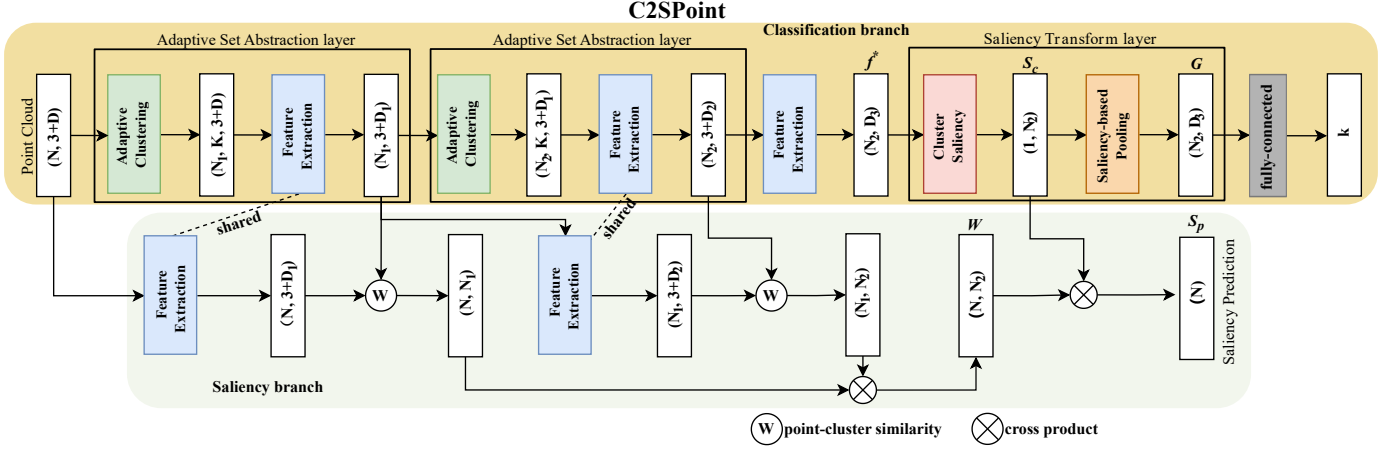 C2SPoint
Classification branch
Adaptive Set Abstraction layer
Adaptive Set Abstraction layer
Saliency Transform layer
Point Cloud
(N, 3+D)
Adaptive
Clustering
(N₁, K, 3+D)
Feature
Extraction
(N₁, 3+D₁)
Adaptive
Clustering
(N₂, K, 3+D₁)
Feature
Extraction
(N₂, 3+D₂)
Feature
Extraction
f*
(N₂, D₃)
Cluster
Saliency
S_c
(1, N₂)
Saliency-based
Pooling
G
(N₂, D₃)
fully-connected
k
shared
shared
Feature
Extraction
(N, 3+D₁)
W
(N, N₁)
Feature
Extraction
(N₁, 3+D₂)
W
(N₁, N₂)
W
(N, N₂)
S_p
(N)
Saliency Prediction
Saliency branch
W point-cluster similarity
cross product